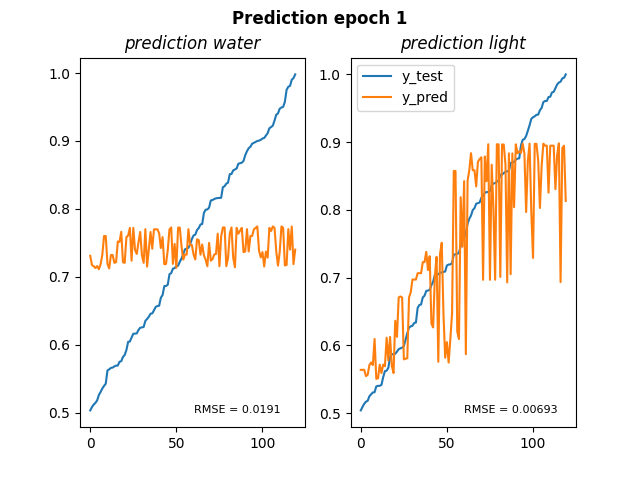 Prediction epoch 1
prediction water
1.0
0.9
0.8
0.7
0.6
0.5
0
50
100
RMSE = 0.0191
prediction light
y_test
y_pred
1.0
0.9
0.8
0.7
0.6
0.5
0
50
100
RMSE = 0.00693